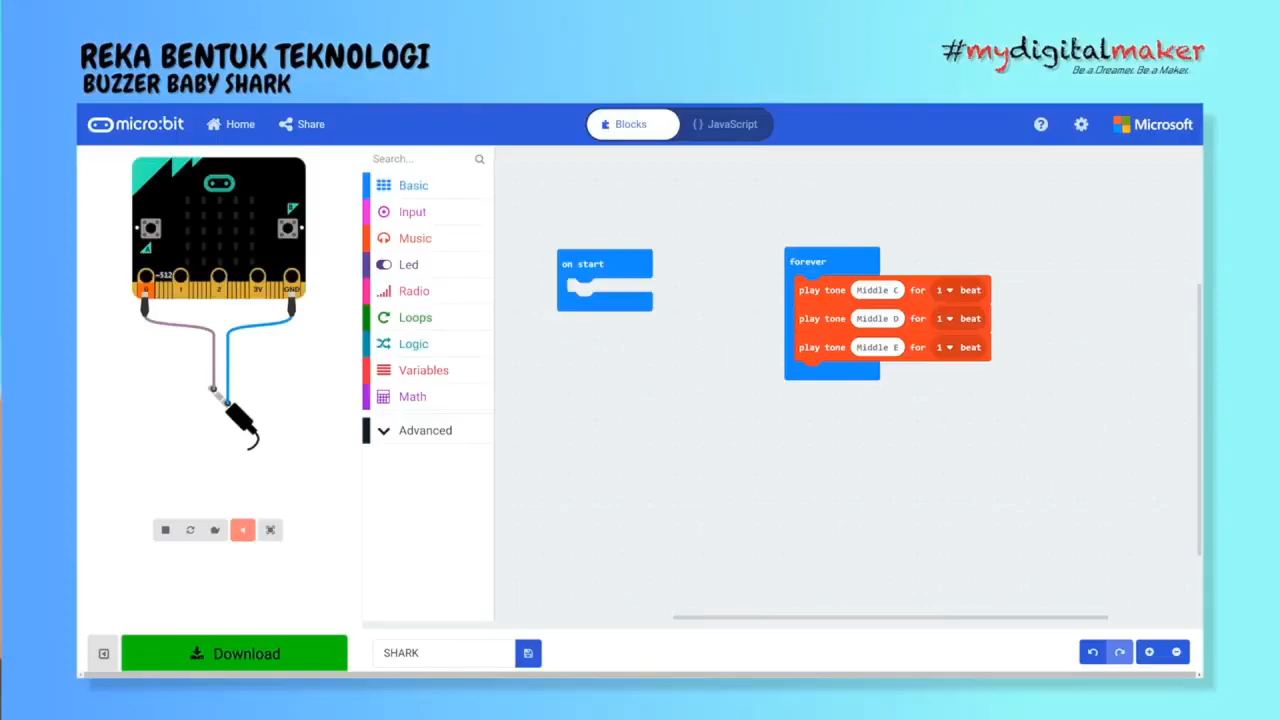 REKA BENTUK TEKNOLOGI
BUZZER BABY SHARK
#mydigitalmaker
Be a Dreamer. Be a Maker.
micro:bit
Home
Share
Blocks
{ } JavaScript
?
Microsoft
Search...
Basic
Input
Music
Led
Radio
Loops
Logic
Variables
Math
Advanced
A
B
~512
0 1 2 3V GND
on start
forever
play tone Middle C for 1 beat
play tone Middle D for 1 beat
play tone Middle E for 1 beat
Download
SHARK